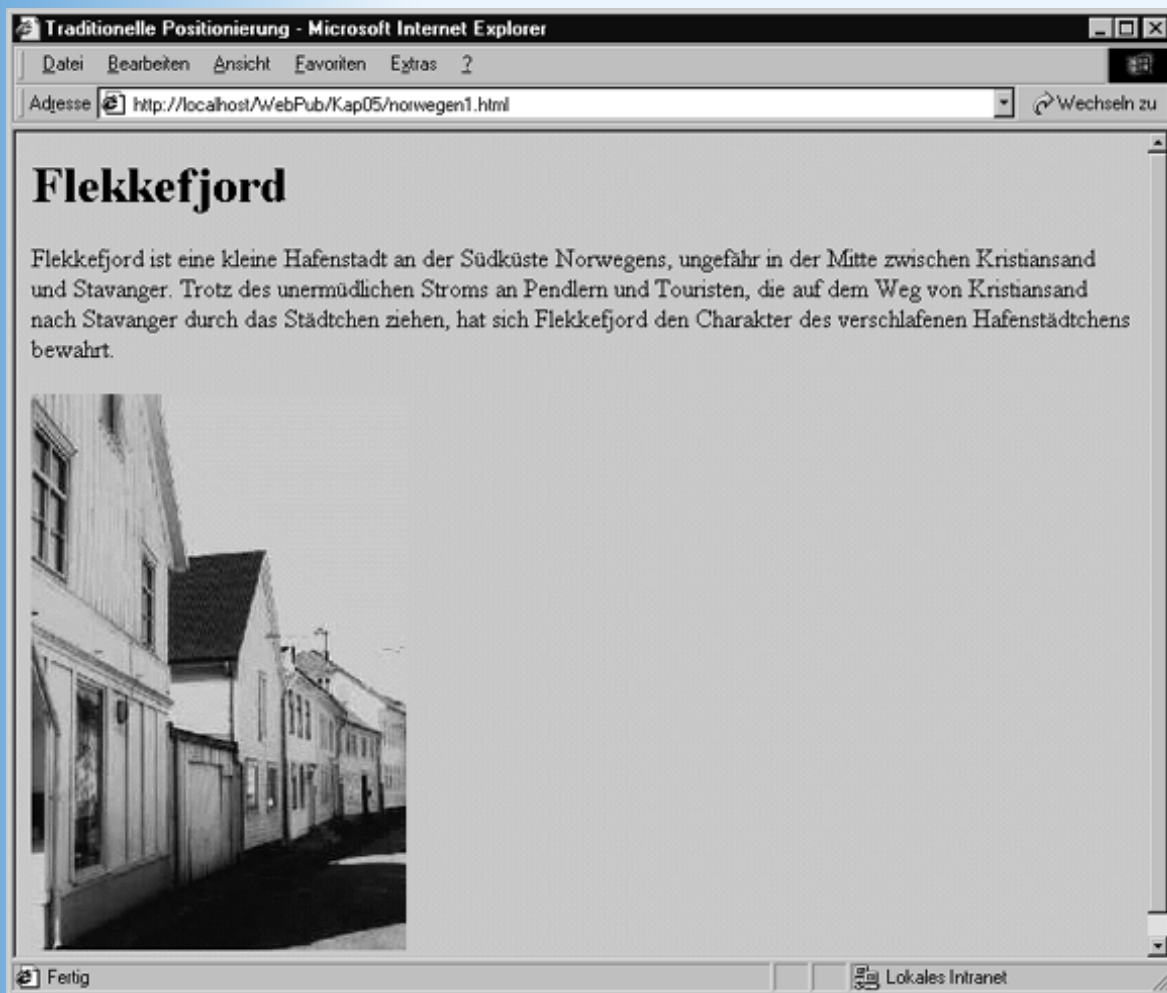 Traditionelle Positionierung - Microsoft Internet Explorer
Datei Bearbeiten Ansicht Favoriten Extras ?
Adresse http://localhost/WebPub/Kap05/norwegen1.html Wechseln zu
Flekkefjord
Flekkefjord ist eine kleine Hafenstadt an der Südküste Norwegens, ungefähr in der Mitte zwischen Kristiansand
und Stavanger. Trotz des unermüdlichen Stroms an Pendlern und Touristen, die auf dem Weg von Kristiansand
nach Stavanger durch das Städtchen ziehen, hat sich Flekkefjord den Charakter des verschlafenen Hafenstädtchens
bewahrt.
Fertig Lokales Intranet